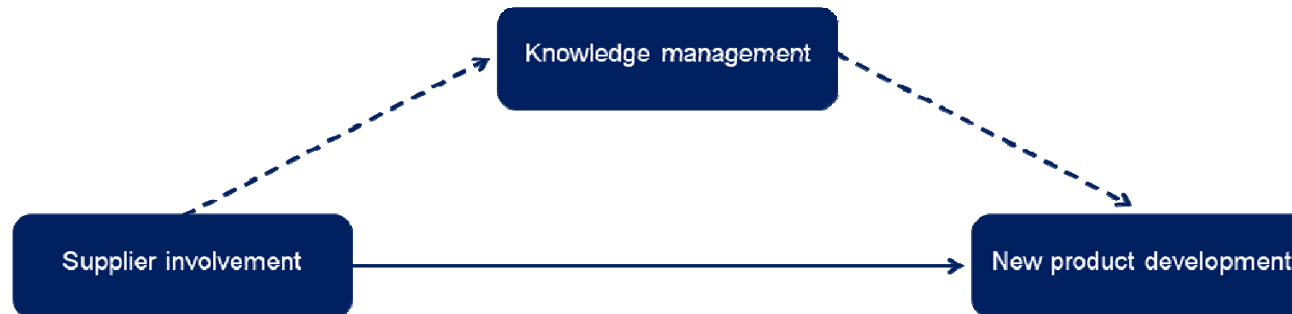 Knowledge management
Supplier involvement
New product development